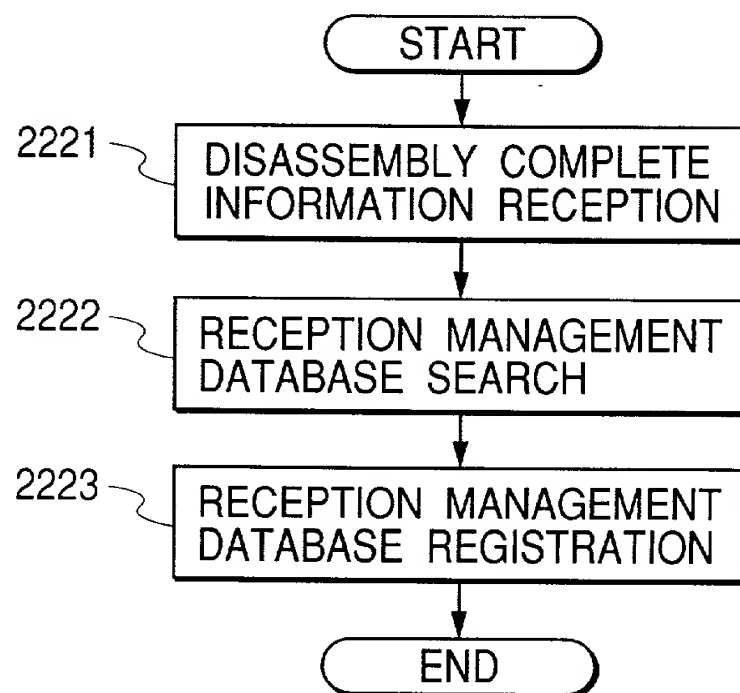 START
2221
DISASSEMBLY COMPLETE
INFORMATION RECEPTION
2222
RECEPTION MANAGEMENT
DATABASE SEARCH
2223
RECEPTION MANAGEMENT
DATABASE REGISTRATION
END